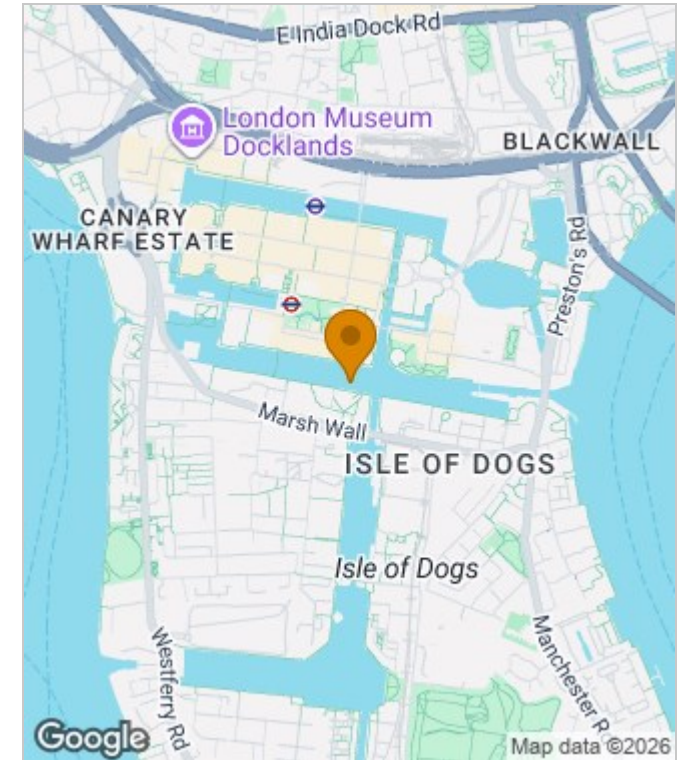 E India Dock Rd
London Museum
Docklands
BLACKWALL
CANARY
WHARF ESTATE
Preston's Rd
Marsh Wall
ISLE OF DOGS
Isle of Dogs
Westferry Rd
Manchester R
Google
Map data ©2026